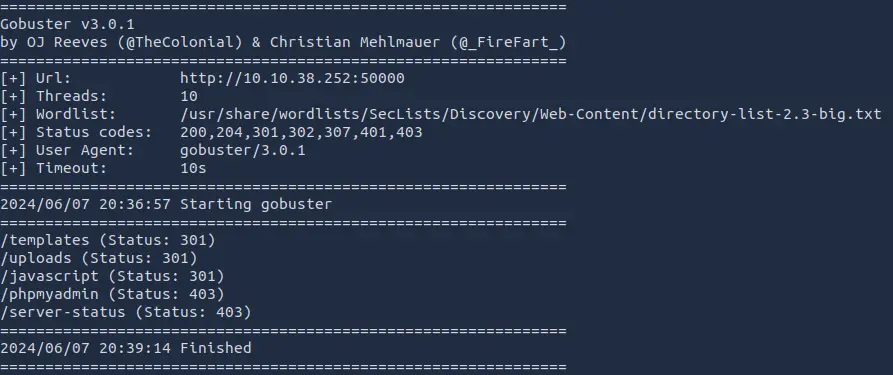 ===============================================================
Gobuster v3.0.1
by OJ Reeves (@TheColonial) & Christian Mehlmauer (@_FireFart_)
===============================================================
[+] Url:            http://10.10.38.252:50000
[+] Threads:        10
[+] Wordlist:       /usr/share/wordlists/SecLists/Discovery/Web-Content/directory-list-2.3-big.txt
[+] Status codes:   200,204,301,302,307,401,403
[+] User Agent:     gobuster/3.0.1
[+] Timeout:        10s
===============================================================
2024/06/07 20:36:57 Starting gobuster
===============================================================
/templates (Status: 301)
/uploads (Status: 301)
/javascript (Status: 301)
/phpmyadmin (Status: 403)
/server-status (Status: 403)
===============================================================
2024/06/07 20:39:14 Finished
===============================================================